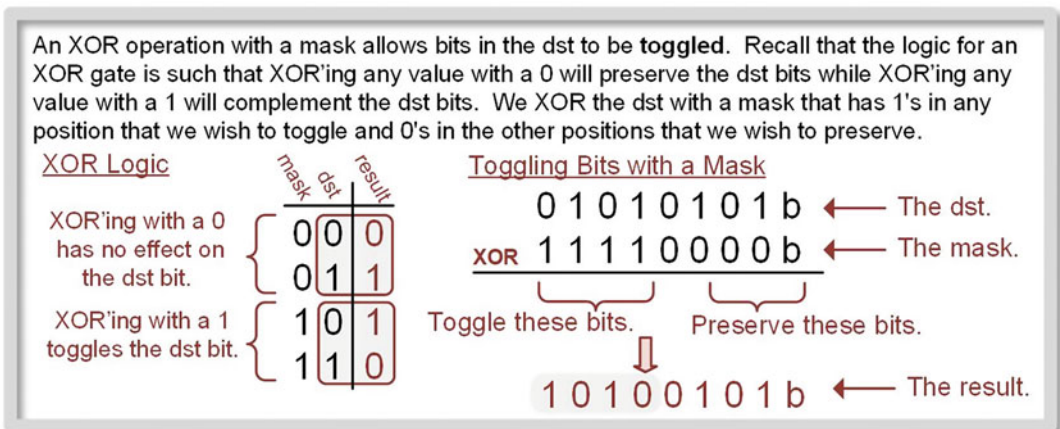 An XOR operation with a mask allows bits in the dst to be toggled. Recall that the logic for an
XOR gate is such that XOR'ing any value with a 0 will preserve the dst bits while XOR'ing any
value with a 1 will complement the dst bits. We XOR the dst with a mask that has 1's in any
position that we wish to toggle and 0's in the other positions that we wish to preserve.
XOR Logic
mask dst result
XOR'ing with a 0
has no effect on
the dst bit.
0 0 0
0 1 1
XOR'ing with a 1
toggles the dst bit.
1 0 1
1 1 0
Toggling Bits with a Mask
0 1 0 1 0 1 0 1 b The dst.
XOR 1 1 1 1 0 0 0 0 b The mask.
Toggle these bits. Preserve these bits.
1 0 1 0 0 1 0 1 b The result.